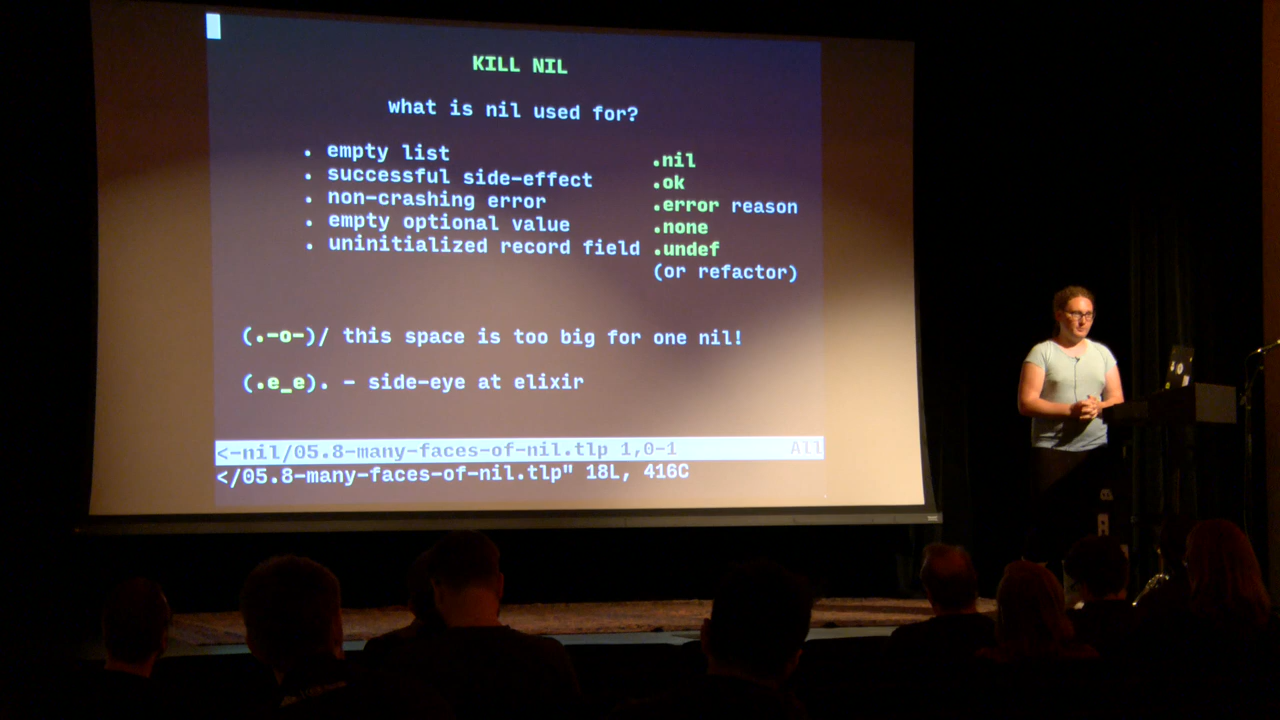 KILL NIL
what is nil used for?
. empty list .nil
. successful side-effect .ok
. non-crashing error .error reason
. empty optional value .none
. uninitialized record field .undef
(or refactor)
(.-o-)/ this space is too big for one nil!
(.e_e). - side-eye at elixir
<-nil/05.8-many-faces-of-nil.tlp 1,0-1 All
</05.8-many-faces-of-nil.tlp" 18L, 416C